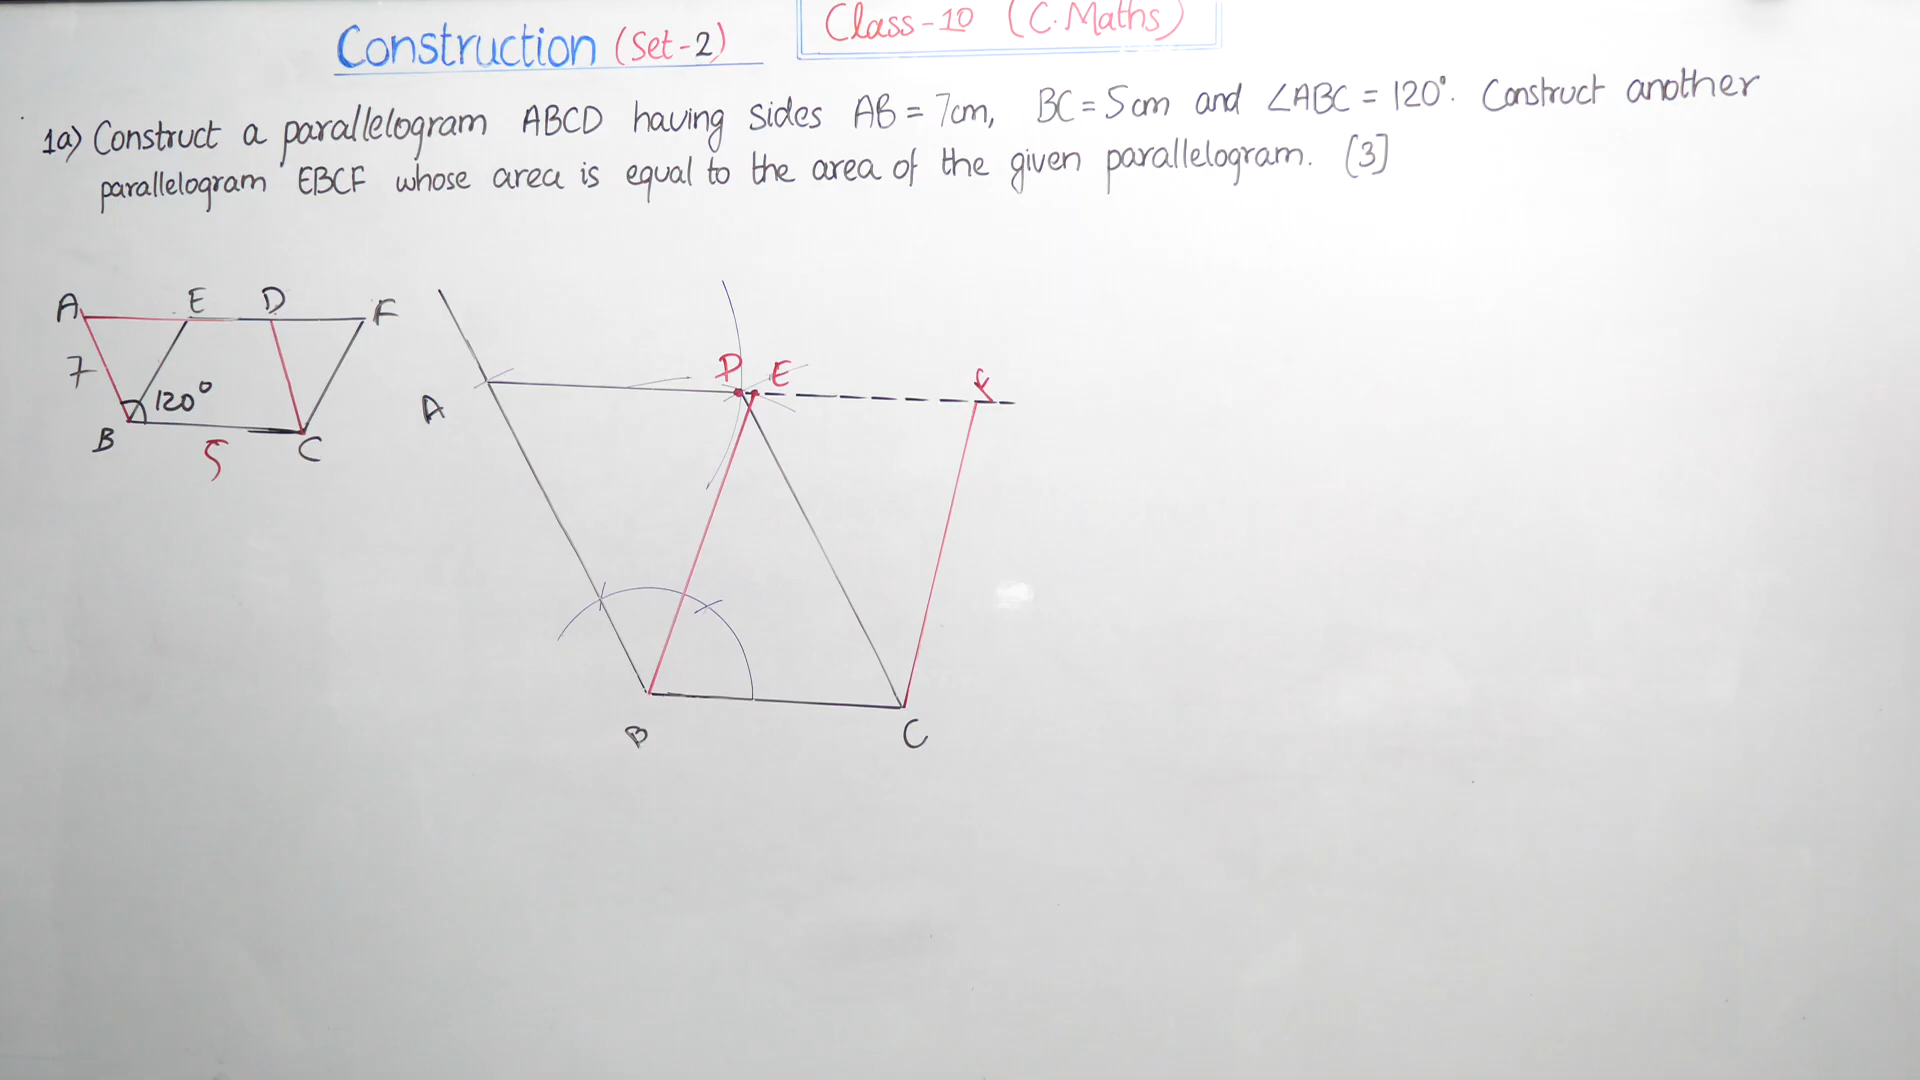 Construction (Set-2)
Class-10 (C.Maths)
1a) Construct a parallelogram ABCD having sides AB = 7cm, BC = 5cm and ∠ABC = 120°. Construct another
parallelogram EBCF whose area is equal to the area of the given parallelogram. [3]
A E D F
7
120°
B 5 C
D E
A
B C